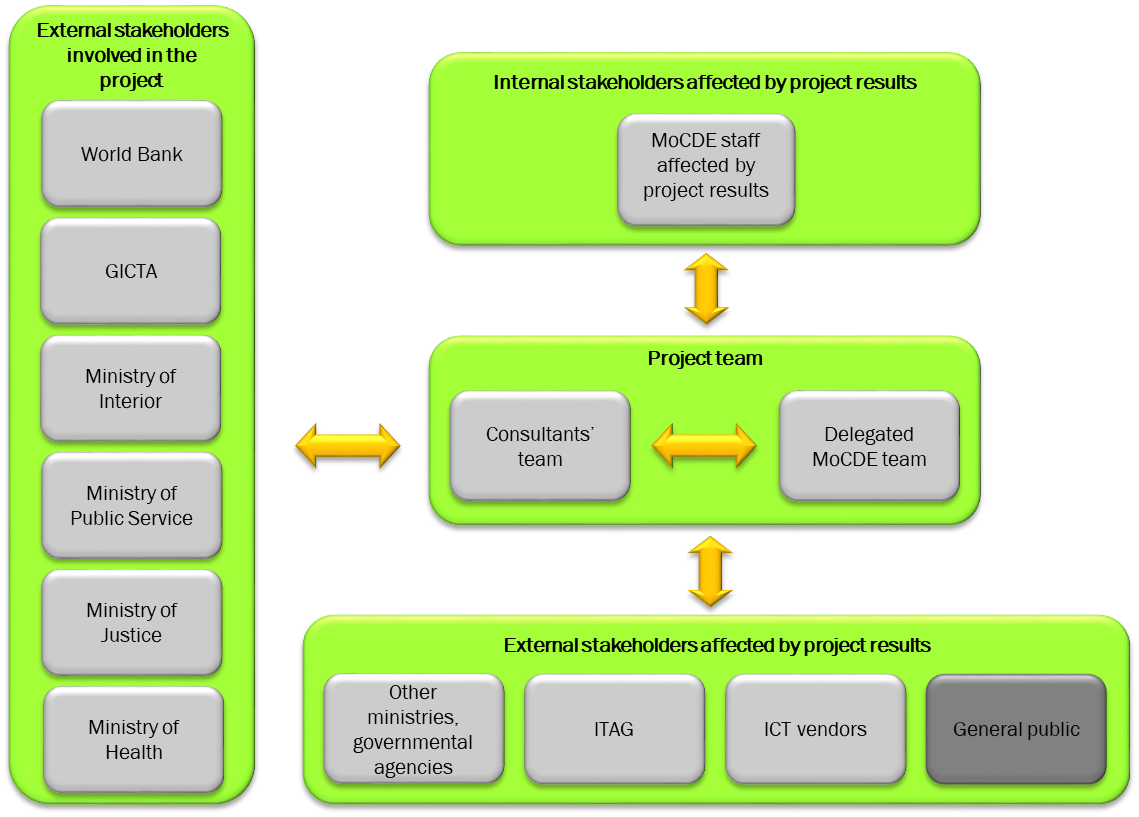 External stakeholders
involved in the
project
World Bank
GICTA
Ministry of
Interior
Ministry of
Public Service
Ministry of
Justice
Ministry of
Health
Internal stakeholders affected by project results
MoCDE staff
affected by
project results
Project team
Consultants’
team
Delegated
MoCDE team
External stakeholders affected by project results
Other
ministries,
governmental
agencies
ITAG
ICT vendors
General public